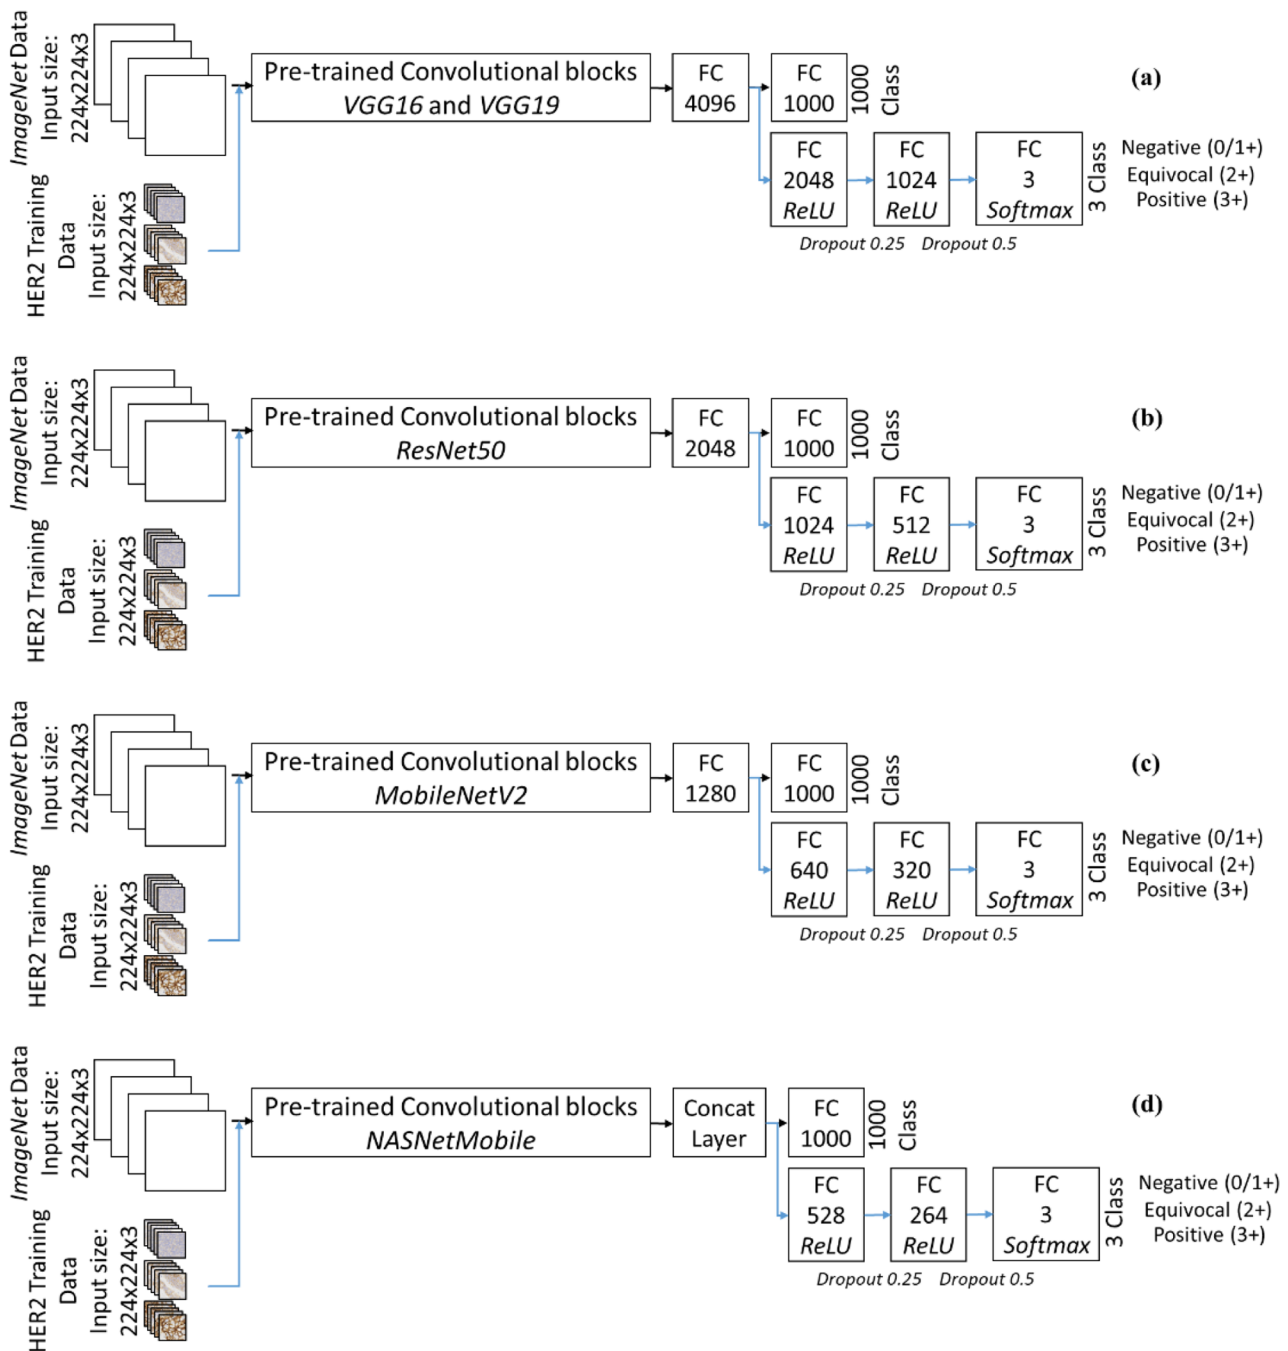 ImageNet Data
Input size:
224x224x3
HER2 Training
Data
Input size:
224x224x3
Pre-trained Convolutional blocks
VGG16 and VGG19
FC
4096
FC
1000
1000
Class
(a)
FC
2048
ReLU
FC
1024
ReLU
FC
3
Softmax
3 Class
Negative (0/1+)
Equivocal (2+)
Positive (3+)
Dropout 0.25
Dropout 0.5
ImageNet Data
Input size:
224x224x3
HER2 Training
Data
Input size:
224x224x3
Pre-trained Convolutional blocks
ResNet50
FC
2048
FC
1000
1000
Class
(b)
FC
1024
ReLU
FC
512
ReLU
FC
3
Softmax
3 Class
Negative (0/1+)
Equivocal (2+)
Positive (3+)
Dropout 0.25
Dropout 0.5
ImageNet Data
Input size:
224x224x3
HER2 Training
Data
Input size:
224x224x3
Pre-trained Convolutional blocks
MobileNetV2
FC
1280
FC
1000
1000
Class
(c)
FC
640
ReLU
FC
320
ReLU
FC
3
Softmax
3 Class
Negative (0/1+)
Equivocal (2+)
Positive (3+)
Dropout 0.25
Dropout 0.5
ImageNet Data
Input size:
224x224x3
HER2 Training
Data
Input size:
224x224x3
Pre-trained Convolutional blocks
NASNetMobile
Concat
Layer
FC
1000
1000
Class
(d)
FC
528
ReLU
FC
264
ReLU
FC
3
Softmax
3 Class
Negative (0/1+)
Equivocal (2+)
Positive (3+)
Dropout 0.25
Dropout 0.5